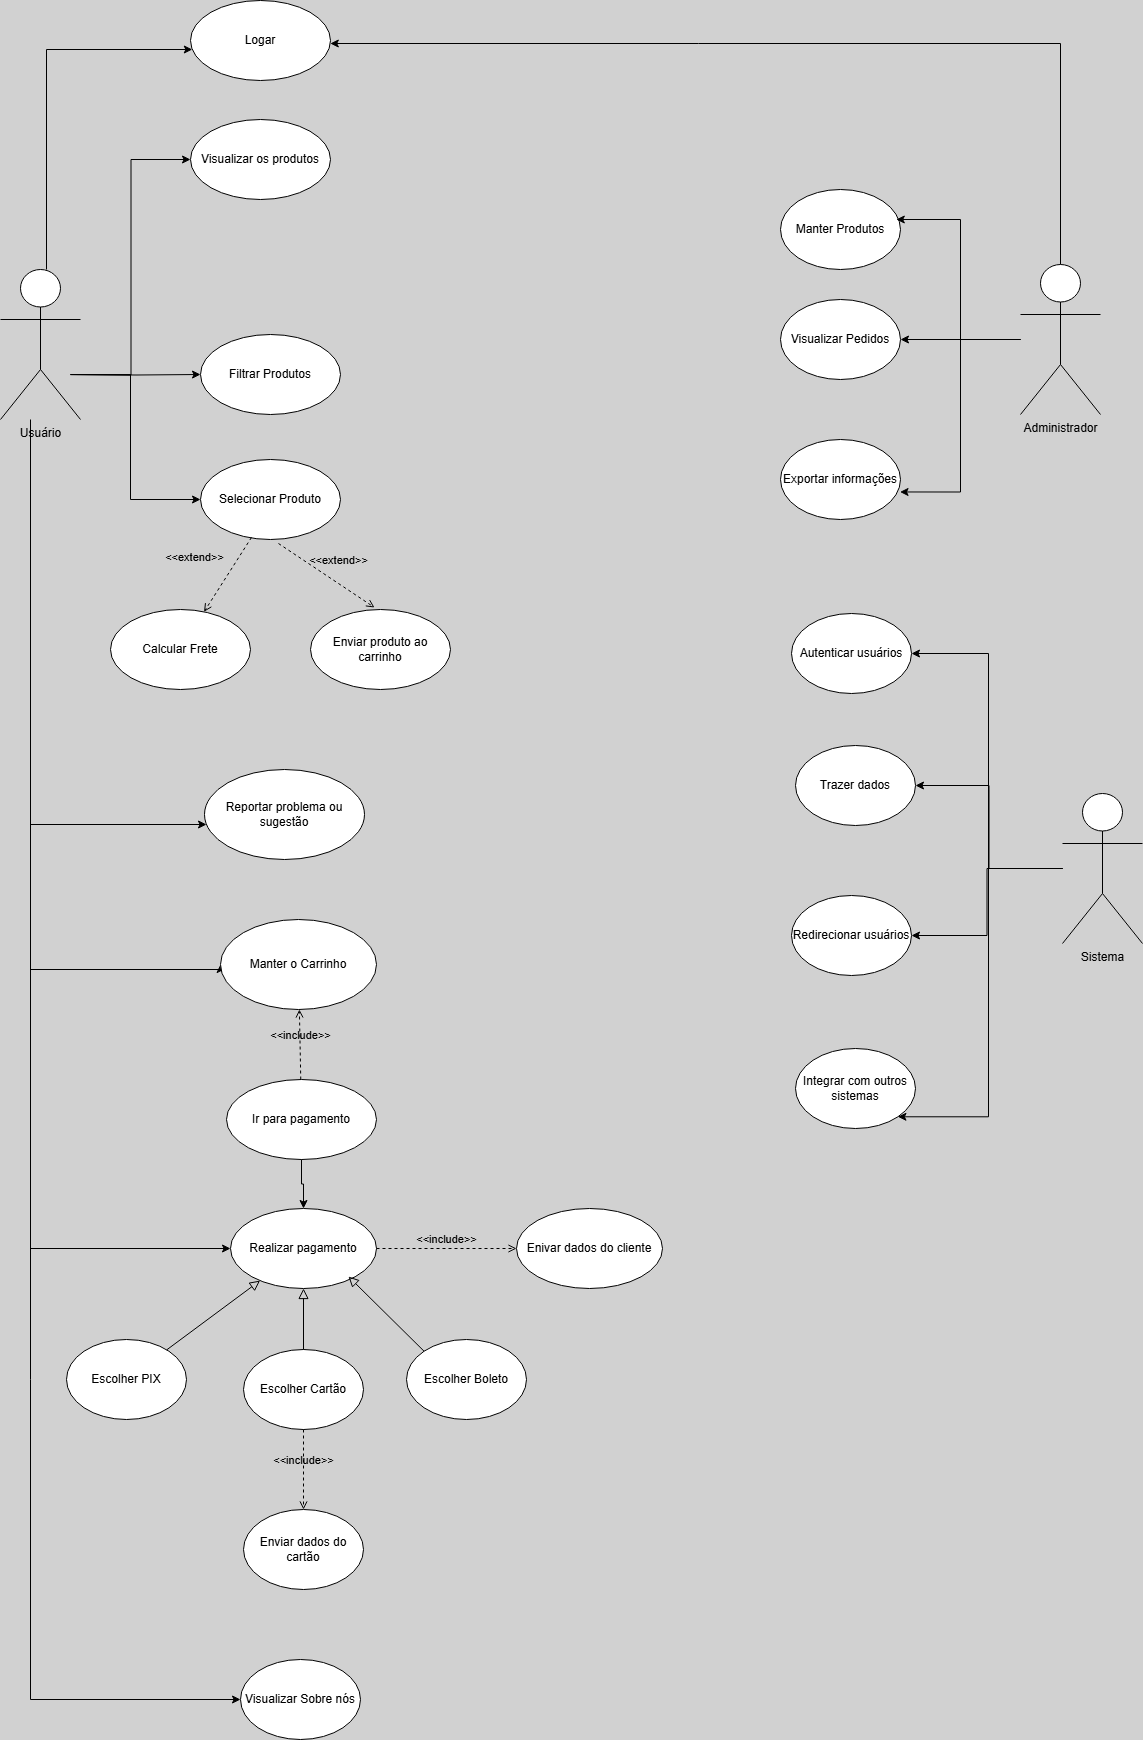 Logar
Visualizar os produtos
Manter Produtos
Visualizar Pedidos
Filtrar Produtos
Usuário
Administrador
Exportar informações
Selecionar Produto
<<extend>>
<<extend>>
Calcular Frete
Enviar produto ao
carrinho
Autenticar usuários
Trazer dados
Reportar problema ou
sugestão
Redirecionar usuários
Sistema
Manter o Carrinho
<<include>>
Integrar com outros
sistemas
Ir para pagamento
<<include>>
Realizar pagamento
Enivar dados do cliente
Escolher PIX
Escolher Cartão
Escolher Boleto
<<include>>
Enviar dados do
cartão
Visualizar Sobre nós